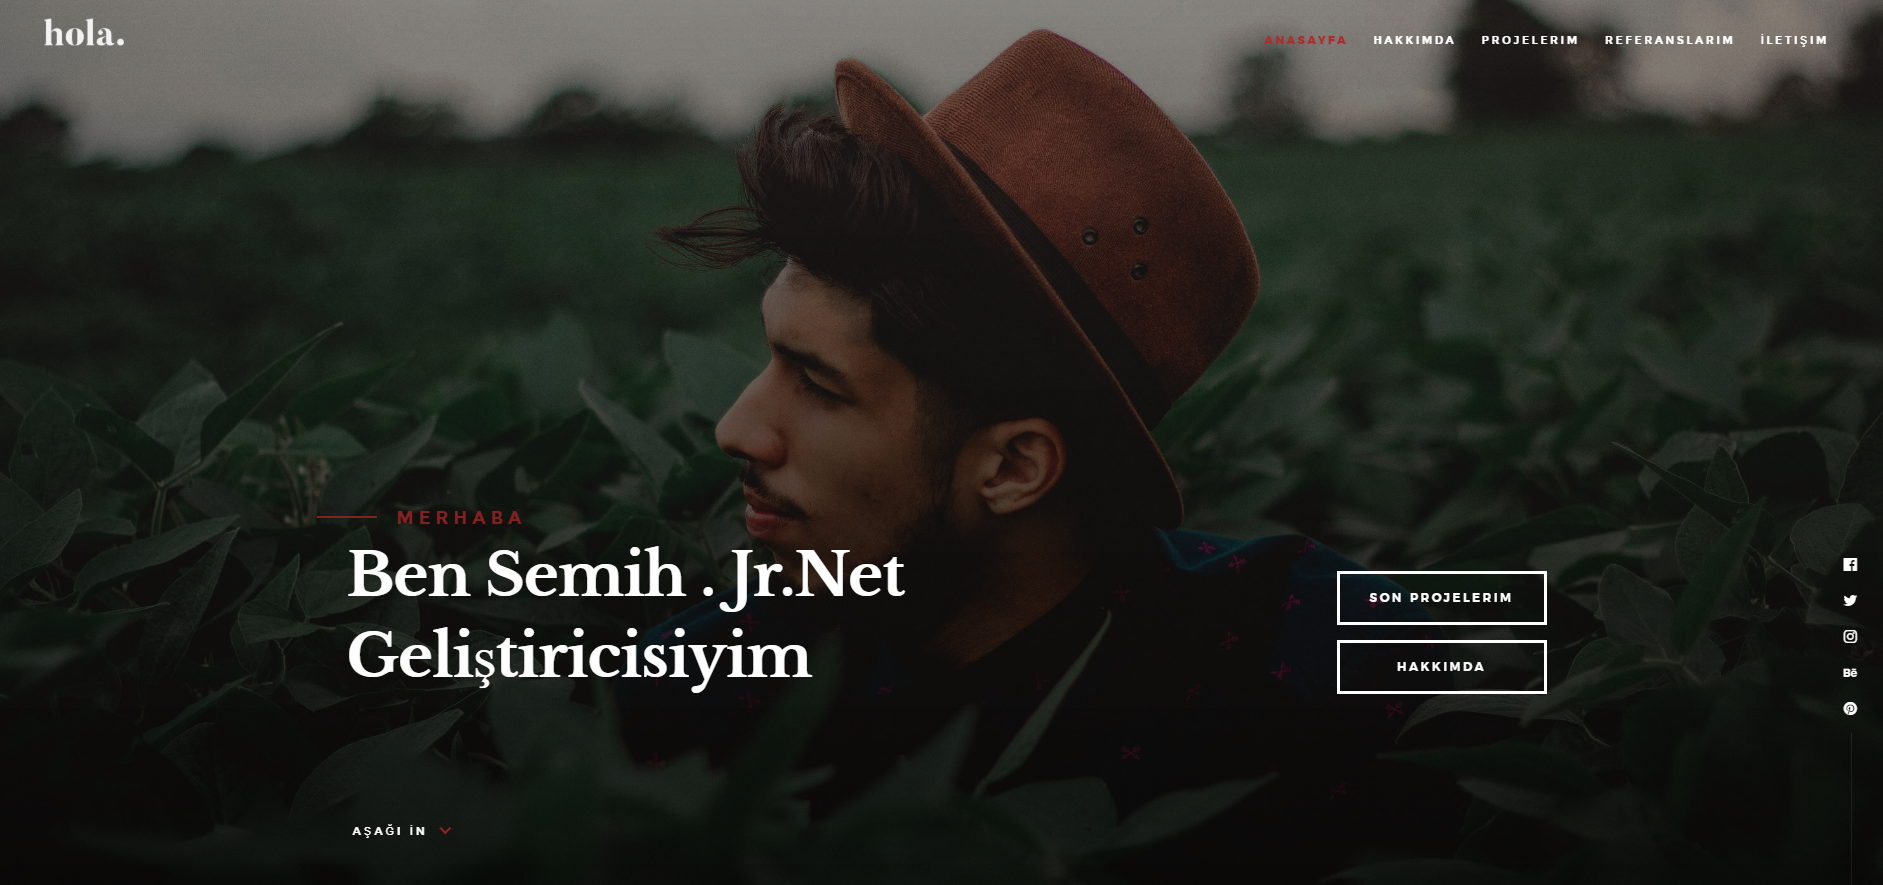 hola.
ANASAYFA HAKKIMDA PROJELERIM REFERANSLARIM İLETIŞIM
MERHABA
Ben Semih . Jr.Net
Geliştiricisiyim
SON PROJELERIM
HAKKIMDA
Bē
AŞAĞI İN